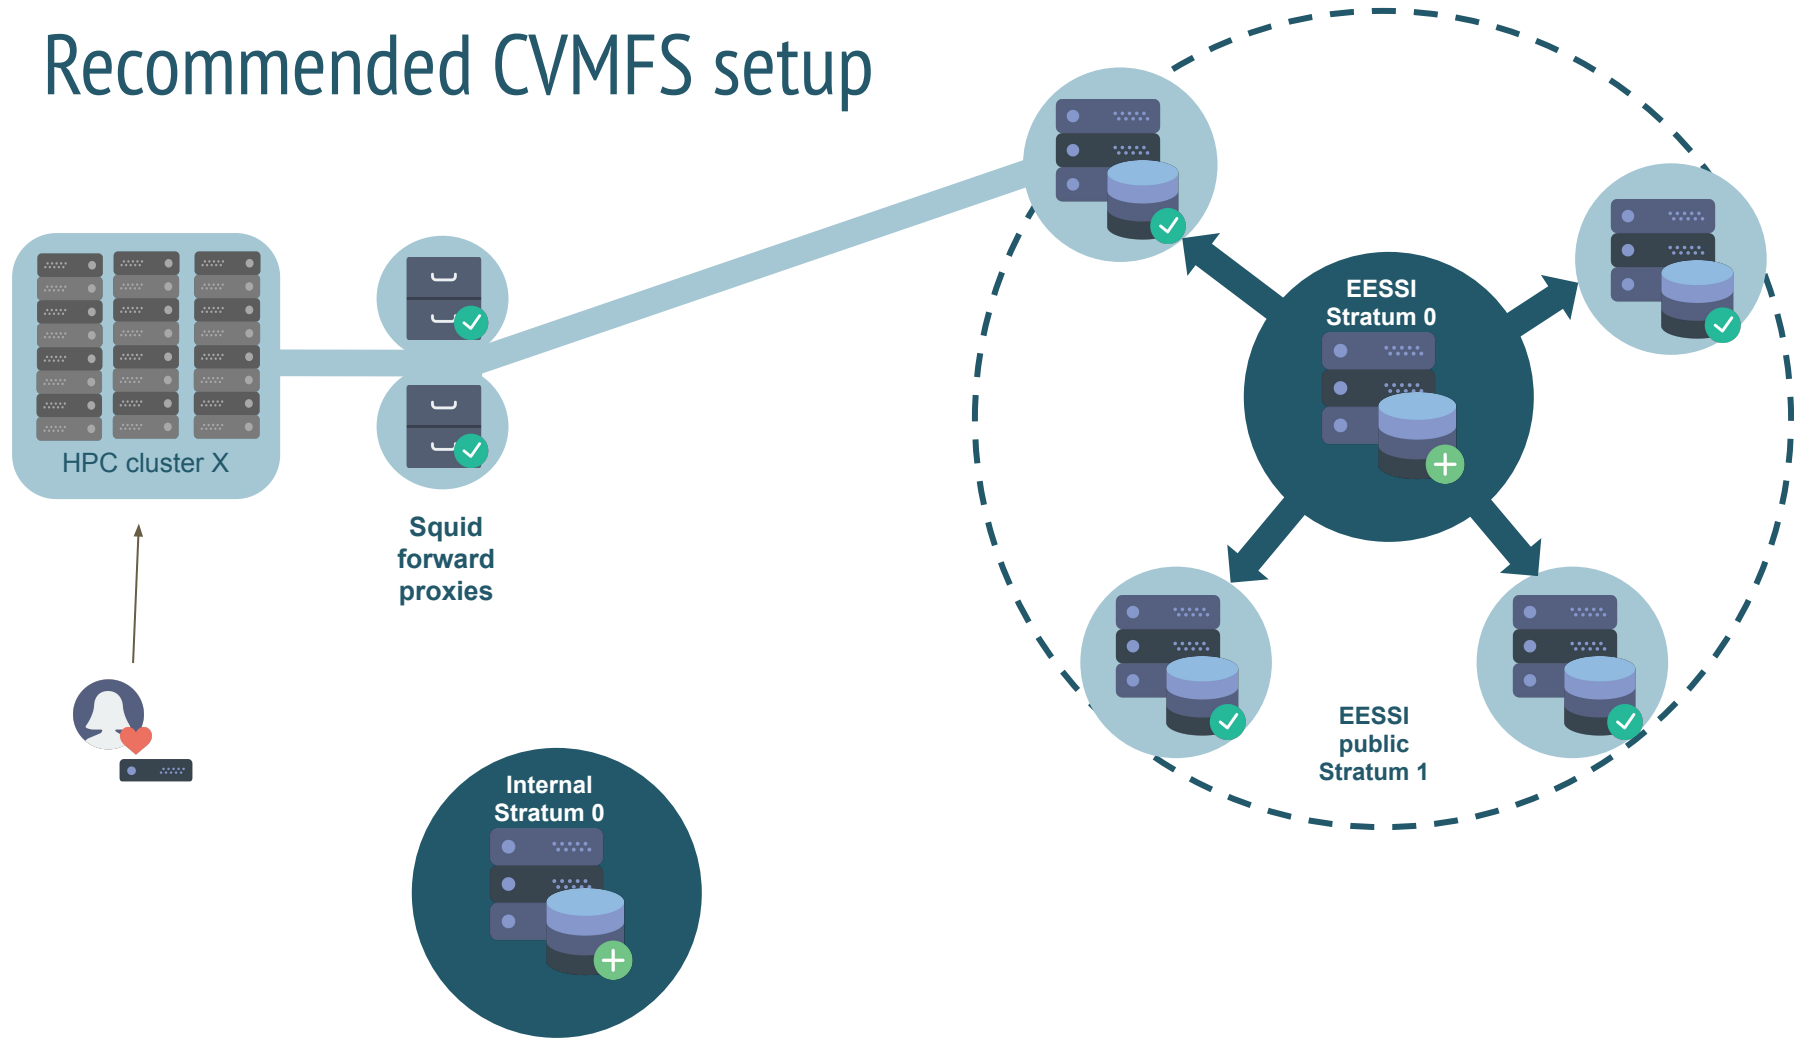 Recommended CVMFS setup
HPC cluster X
Squid
forward
proxies
EESSI
Stratum 0
EESSI
public
Stratum 1
Internal
Stratum 0